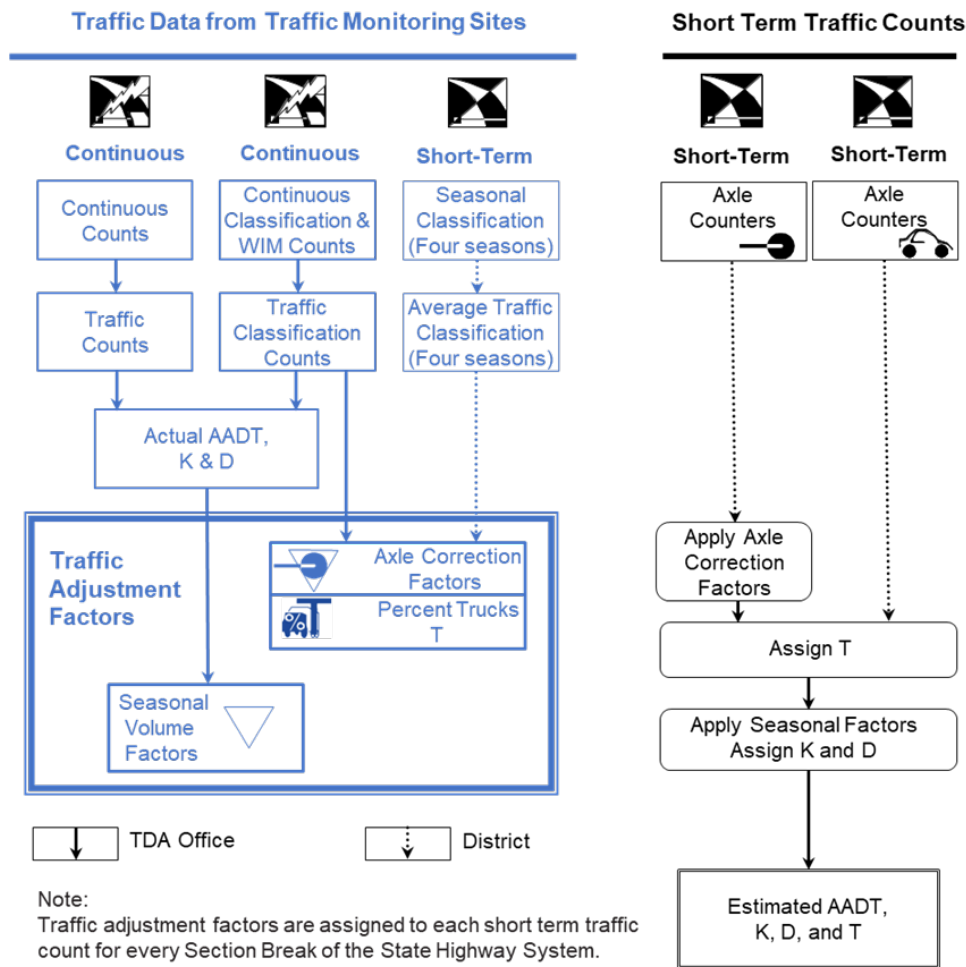 Traffic Data from Traffic Monitoring Sites
Short Term Traffic Counts
Continuous
Continuous
Short-Term
Short-Term
Short-Term
Continuous
Counts
Continuous
Classification &
WIM Counts
Seasonal
Classification
(Four seasons)
Axle
Counters
Axle
Counters
Traffic
Counts
Traffic
Classification
Counts
Average Traffic
Classification
(Four seasons)
Actual AADT,
K & D
Traffic
Adjustment
Factors
Axle Correction
Factors
T
%
Percent Trucks
T
Seasonal
Volume
Factors
Apply Axle
Correction
Factors
Assign T
Apply Seasonal Factors
Assign K and D
Estimated AADT,
K, D, and T
TDA Office
District
Note:
Traffic adjustment factors are assigned to each short term traffic
count for every Section Break of the State Highway System.